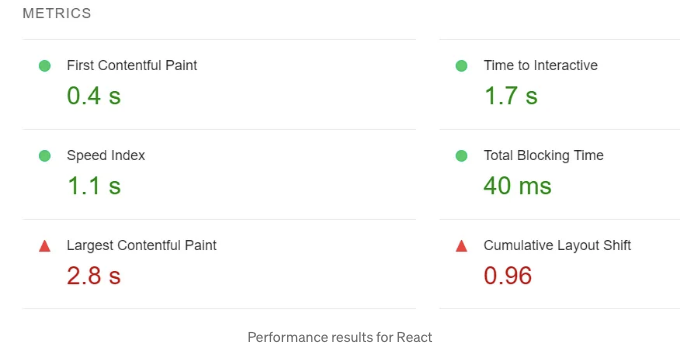 METRICS
First Contentful Paint
0.4 s
Time to Interactive
1.7 s
Speed Index
1.1 s
Total Blocking Time
40 ms
Largest Contentful Paint
2.8 s
Cumulative Layout Shift
0.96
Performance results for React